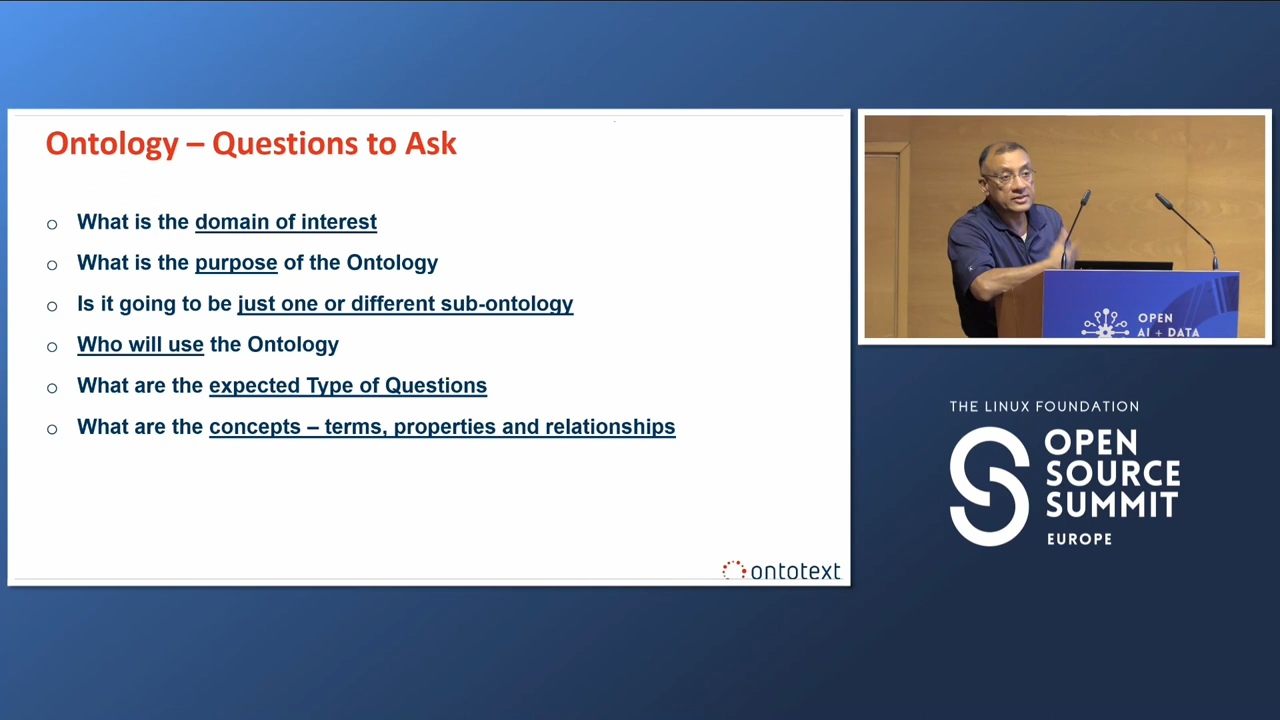 Ontology – Questions to Ask
o What is the domain of interest
o What is the purpose of the Ontology
o Is it going to be just one or different sub-ontology
o Who will use the Ontology
o What are the expected Type of Questions
o What are the concepts – terms, properties and relationships
ontotext
OPEN
AI + DATA
THE LINUX FOUNDATION
OPEN
SOURCE
SUMMIT
EUROPE